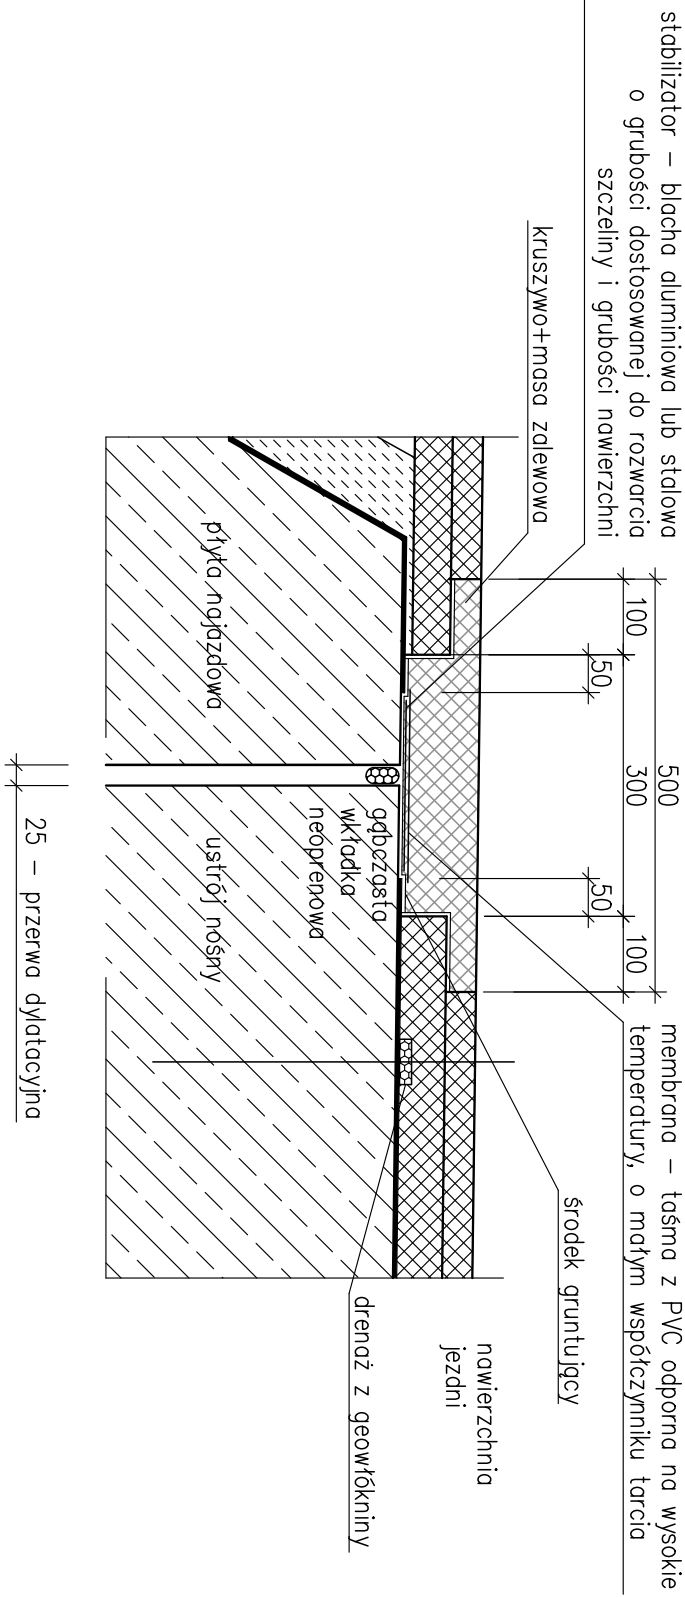 stabilizator – blacha aluminiowa lub stalowa
o grubości dostosowanej do rozwarcia
szczeliny i grubości nawierzchni
kruszywo+masa zalewowa
500
100
300
100
50
50
membrana – taśma z PVC odporna na wysokie
temperatury, o małym współczynniku tarcia
środek gruntujący
nawierzchnia
jezdni
drenaż z geowłókniny
płyta najazdowa
gąbczasta
wkładka
neoprenowa
ustrój nośny
25 – przerwa dylatacyjna